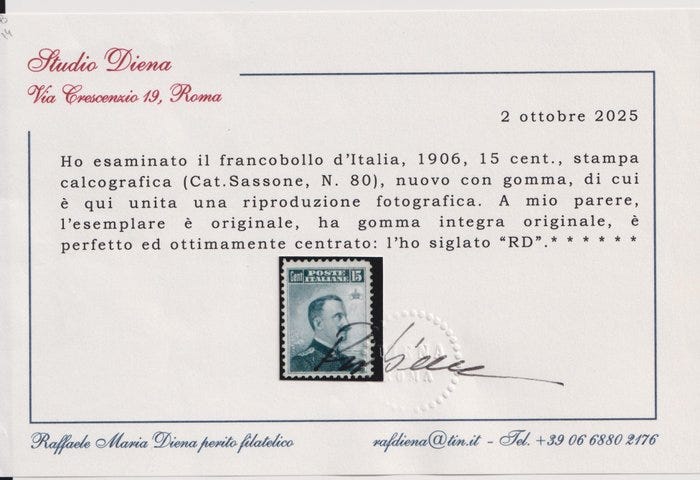 Studio Diena
Via Crescenzio 19, Roma
2 ottobre 2025
Ho esaminato il francobollo d'Italia, 1906, 15 cent., stampa
calcografica (Cat.Sassone, N. 80), nuovo con gomma, di cui
è qui unita una riproduzione fotografica. A mio parere,
l'esemplare è originale, ha gomma integra originale, è
perfetto ed ottimamente centrato: l'ho siglato "RD".* * * * * *
Cent POSTE ITALIANE 15
DIENA
ROMA
Raffaele Maria Diena perito filatelico
rafdiena@tin.it - Tel. +39 06 6880 2176